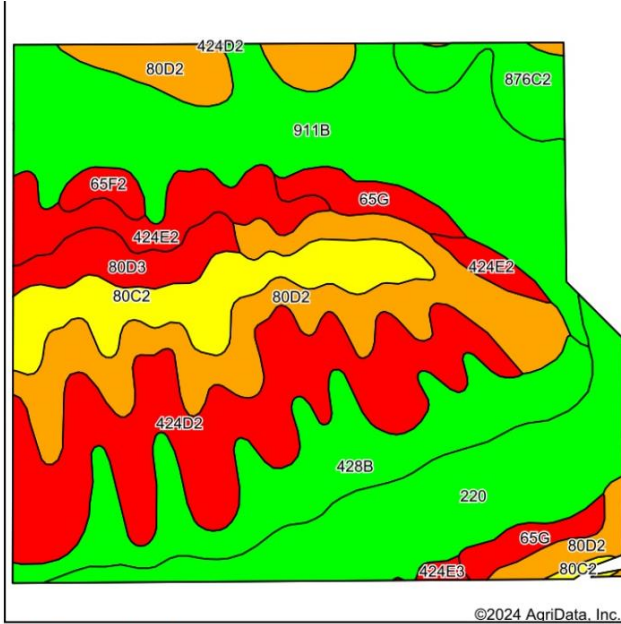 424D2
80D2
876C2
911B
65F2
65G
424E2
80D3
424E2
80C2
80D2
424D2
428B
220
65G
80D2
424E3
80C2
©2024 AgriData, Inc.